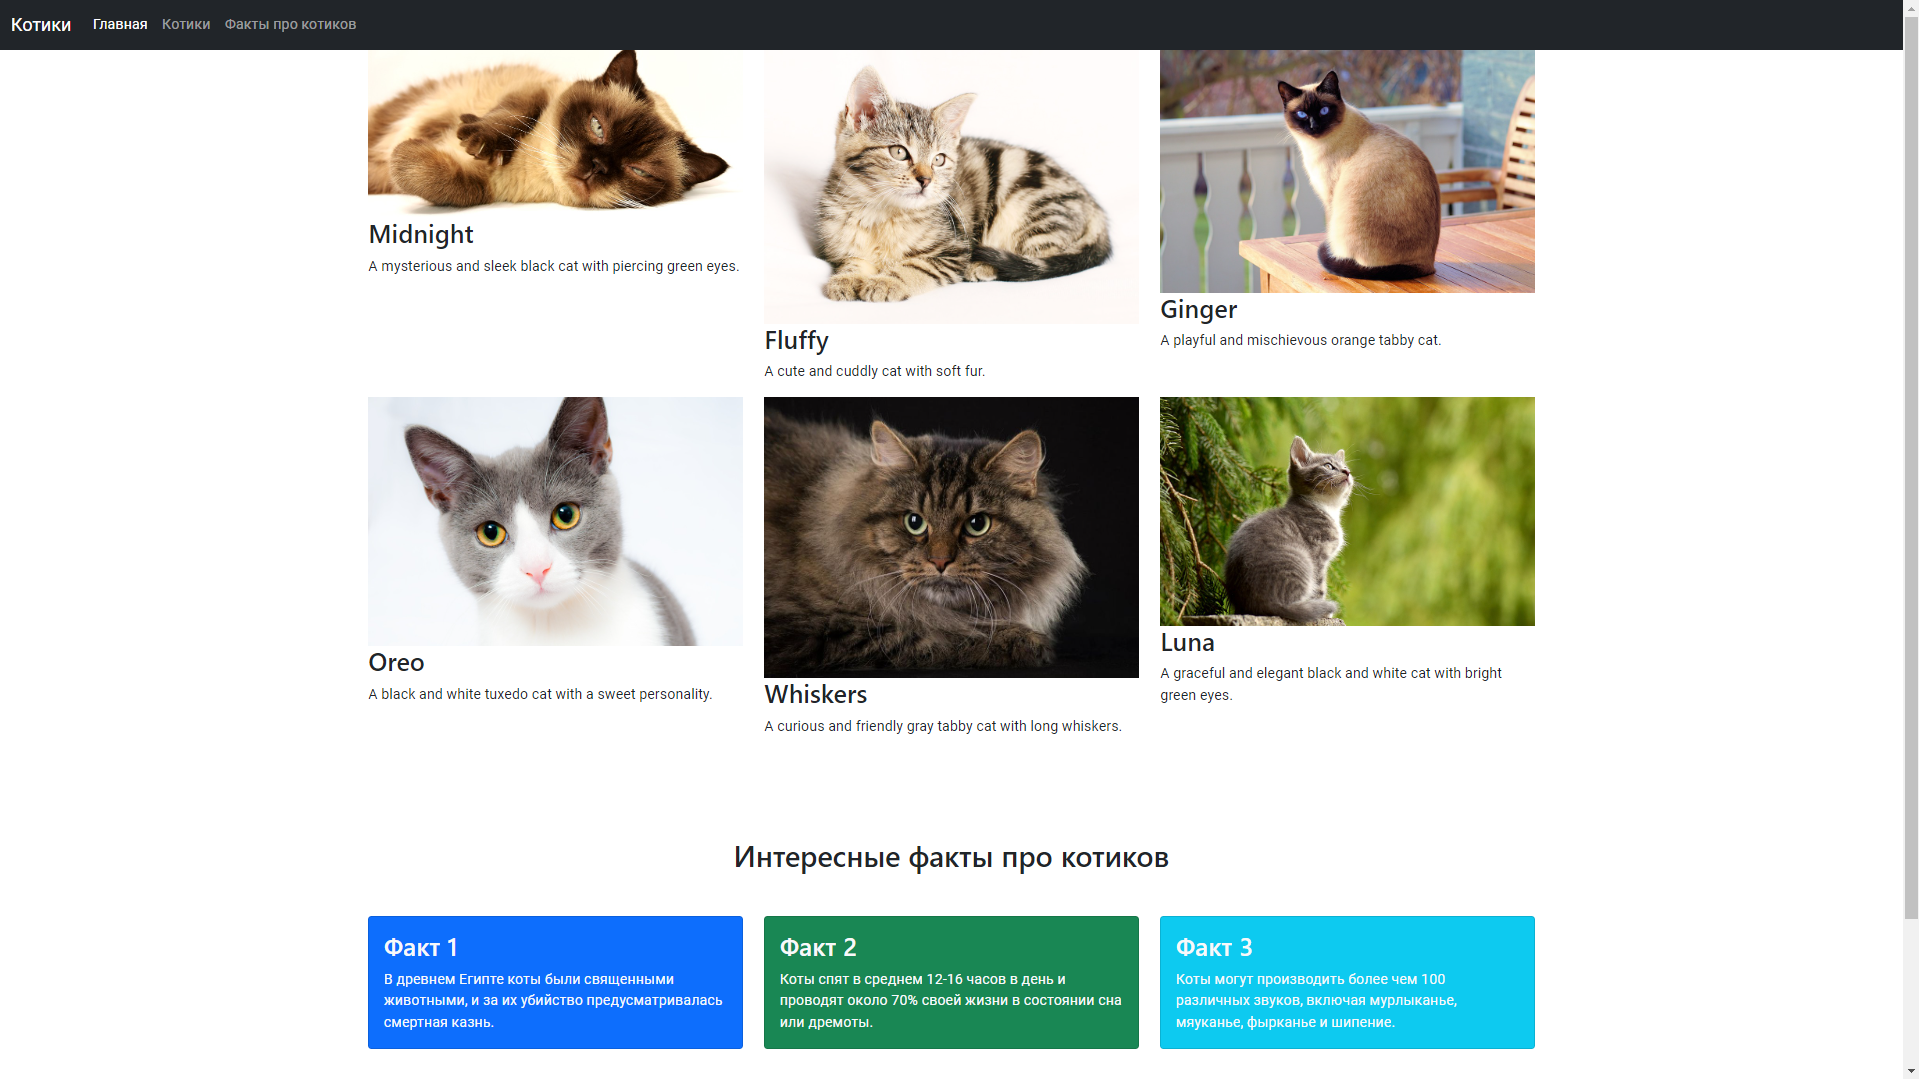 Котики Главная Котики Факты про котиков
Midnight
A mysterious and sleek black cat with piercing green eyes.
Fluffy
A cute and cuddly cat with soft fur.
Ginger
A playful and mischievous orange tabby cat.
Oreo
A black and white tuxedo cat with a sweet personality.
Whiskers
A curious and friendly gray tabby cat with long whiskers.
Luna
A graceful and elegant black and white cat with bright
green eyes.
Интересные факты про котиков
Факт 1
В древнем Египте коты были священными
животными, и за их убийство предусматривалась
смертная казнь.
Факт 2
Коты спят в среднем 12-16 часов в день и
проводят около 70% своей жизни в состоянии сна
или дремоты.
Факт 3
Коты могут производить более чем 100
различных звуков, включая мурлыканье,
мяуканье, фырканье и шипение.